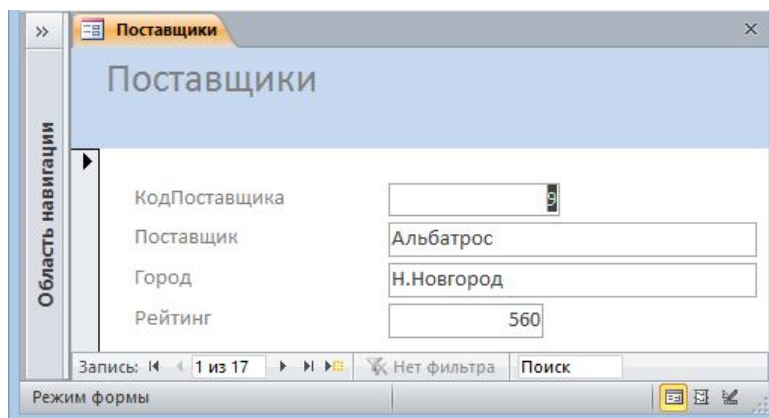 Поставщики
Область навигации
Поставщики
КодПоставщика 9
Поставщик Альбатрос
Город Н.Новгород
Рейтинг 560
Запись: 1 из 17 Нет фильтра Поиск
Режим формы